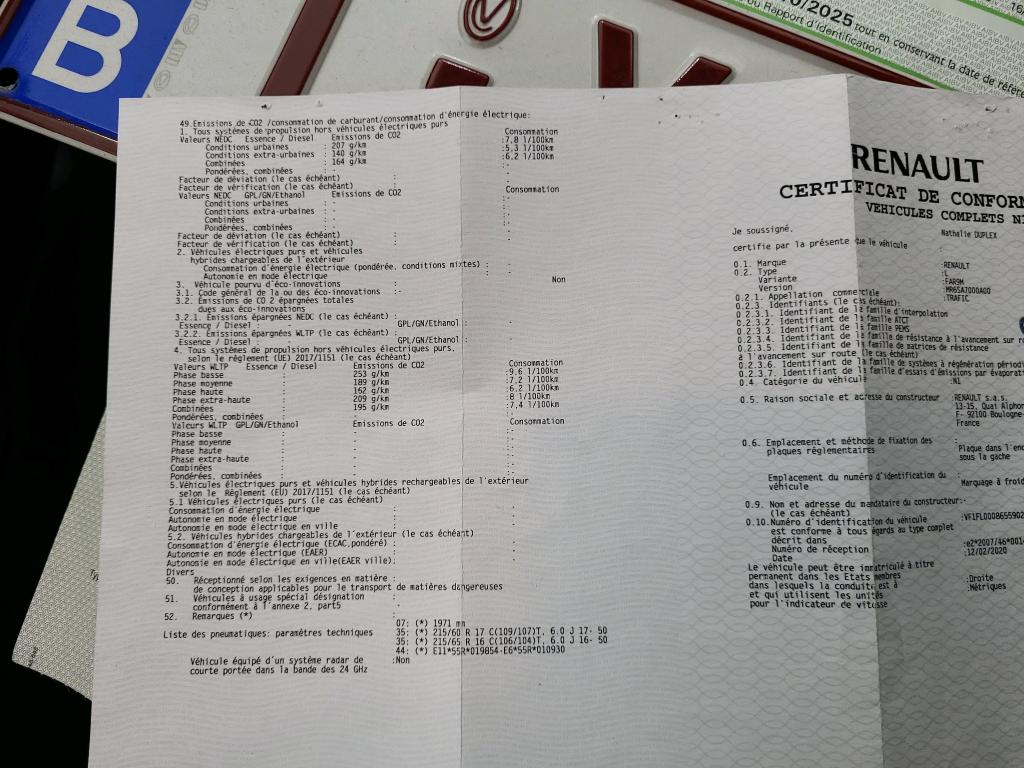 B
0/2025 tout en conservant la date de référe
ou Rapport d'identification
49.Emissions de CO2 /consommation de carburant/consommation d'énergie électrique:
1. Tous systèmes de propulsion hors véhicules électriques purs
Valeurs NEDC Essence / Diesel Emissions de CO2 Consommation
Conditions urbaines : 207 g/km :7,8 l/100km
Conditions extra-urbaines : 140 g/km :5,3 l/100km
Combinées : 164 g/km :6,2 l/100km
Pondérées, combinées : - :-
Facteur de déviation (le cas échéant) :
Facteur de vérification (le cas échéant) :
Valeurs NEDC GPL/GN/Ethanol Emissions de CO2 Consommation
Conditions urbaines : - :-
Conditions extra-urbaines : - :-
Combinées : - :-
Pondérées, combinées : - :-
Facteur de déviation (le cas échéant) :
Facteur de vérification (le cas échéant) :
2. Véhicules électriques purs et véhicules
hybrides chargeables de l'extérieur
Consommation d'énergie électrique (pondérée, conditions mixtes) : -
Autonomie en mode électrique : -
3. Véhicule pourvu d'éco-innovations Non
3.1. Code général de la ou des éco-innovations :-
3.2. Emissions de CO 2 épargnées totales
dues aux éco-innovations
3.2.1. Emissions épargnées NEDC (le cas échéant) :
Essence / Diesel : - GPL/GN/Ethanol : -
3.2.2. Emissions épargnées WLTP (le cas échéant) :
Essence / Diesel : - GPL/GN/Ethanol : -
4. Tous systèmes de propulsion hors véhicules électriques purs,
selon le règlement (UE) 2017/1151 (le cas échéant)
Valeurs WLTP Essence / Diesel Emissions de CO2 Consommation
Phase basse 253 g/km :9,6 l/100km
Phase moyenne 189 g/km :7,2 l/100km
Phase haute 162 g/km :6,2 l/100km
Phase extra-haute 209 g/km :8 l/100km
Combinées 195 g/km :7,4 l/100km
Pondérées, combinées : - :-
Valeurs WLTP GPL/GN/Ethanol Emissions de CO2 Consommation
Phase basse : - :-
Phase moyenne : - :-
Phase haute : - :-
Phase extra-haute : - :-
Combinées : - :-
Pondérées, combinées : - :-
5.Véhicules électriques purs et véhicules hybrides rechargeables de l'extérieur
selon le Règlement (EU) 2017/1151 (le cas échéant)
5.1 Véhicules électriques purs (le cas échéant)
Consommation d'énergie électrique :
Autonomie en mode électrique :
Autonomie en mode électrique en ville :
5.2. Véhicules hybrides chargeables de l'extérieur (le cas échéant)
Consommation d'énergie électrique (ECAC,pondéré) :
Autonomie en mode électrique (EAER) :
Autonomie en mode électrique en ville(EAER ville):
Divers
50. Réceptionné selon les exigences en matière :
de conception applicables pour le transport de matières dangereuses
51. Véhicules à usage spécial désignation :
conformément à l'annexe 2, part5
52. Remarques (*) :
07: (*) 1971 mm
Liste des pneumatiques: paramètres techniques 35: (*) 215/60 R 17 C(109/107)T, 6.0 J 17- 50
35: (*) 215/65 R 16 C(106/104)T, 6.0 J 16- 50
44: (*) E11*55R*019854-E6*55R*010930
Véhicule équipé d'un système radar de :Non
courte portée dans la bande des 24 GHz
RENAULT
CERTIFICAT DE CONFOR
VEHICULES COMPLETS N1
Je soussigné, Nathalie DUPLEX
certifie par la présente que le véhicule :
0.1. Marque :RENAULT
0.2. Type :L
Variante :FAR9M
Version :MR65A7000A00
0.2.1. Appellation commerciale :TRAFIC
0.2.3. Identifiants (le cas échéant):
0.2.3.1. Identifiant de la famille d'interpolation
0.2.3.2. Identifiant de la famille ATCT
0.2.3.3. Identifiant de la famille PEMS
0.2.3.4. Identifiant de la famille de résistance à l'avancement sur ro
0.2.3.5. Identifiant de la famille de matrices de résistance
à l'avancement sur route (le cas échéant)
0.2.3.6. Identifiant de la famille de systèmes à régénération périodi
0.2.3.7. Identifiant de la famille d'essais d'émissions par évaporati
0.4. Catégorie du véhicule :N1
0.5. Raison sociale et adresse du constructeur :RENAULT s.a.s.
13-15, Quai Alphon
F- 92100 Boulogne-
France
0.6. Emplacement et méthode de fixation des :
plaques réglementaires Plaque dans l'en
sous la gache
Emplacement du numéro d'identification du :
véhicule Marquage à froid
0.9. Nom et adresse du mandataire du constructeur:-
(le cas échéant)
0.10.Numéro d'identification du véhicule :VF1FL000865590
est conforme à tous égards au type complet
décrit dans
Numéro de réception :e2*2007/46*001
Date :12/02/2020
Le véhicule peut être immatriculé à titre
permanent dans les Etats membres
dans lesquels la conduite est à :Droite
et qui utilisent les unités :Métriques
pour l'indicateur de vitesse